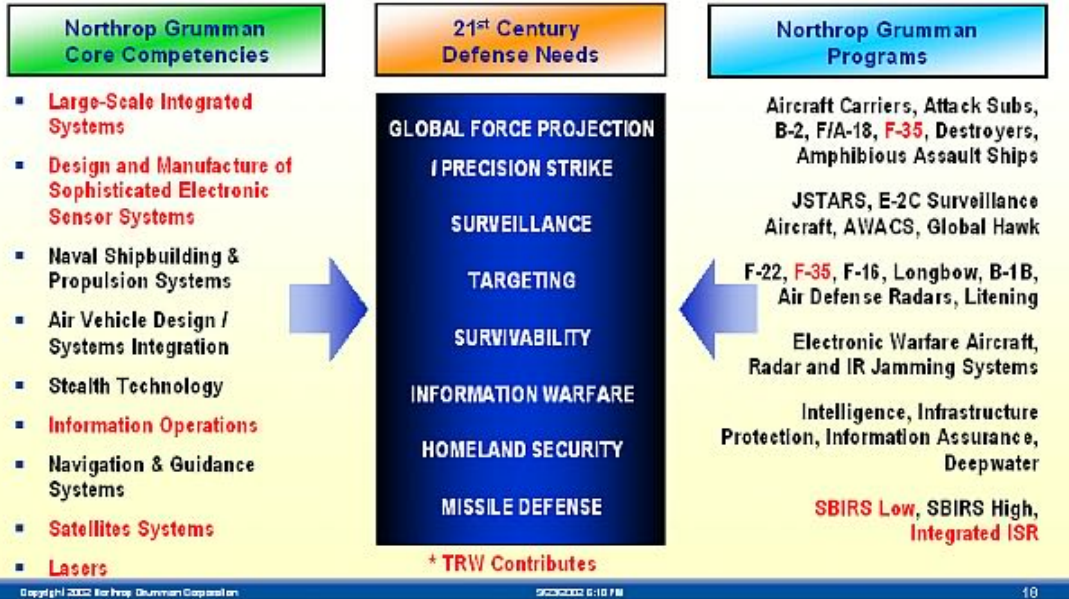 Northrop Grumman
Core Competencies
▪ Large-Scale Integrated
Systems
▪ Design and Manufacture of
Sophisticated Electronic
Sensor Systems
▪ Naval Shipbuilding &
Propulsion Systems
▪ Air Vehicle Design /
Systems Integration
▪ Stealth Technology
▪ Information Operations
▪ Navigation & Guidance
Systems
▪ Satellites Systems
▪ Lasers
21st Century
Defense Needs
GLOBAL FORCE PROJECTION
/ PRECISION STRIKE
SURVEILLANCE
TARGETING
SURVIVABILITY
INFORMATION WARFARE
HOMELAND SECURITY
MISSILE DEFENSE
* TRW Contributes
Northrop Grumman
Programs
Aircraft Carriers, Attack Subs,
B-2, F/A-18, F-35, Destroyers,
Amphibious Assault Ships
JSTARS, E-2C Surveillance
Aircraft, AWACS, Global Hawk
F-22, F-35, F-16, Longbow, B-1B,
Air Defense Radars, Litening
Electronic Warfare Aircraft,
Radar and IR Jamming Systems
Intelligence, Infrastructure
Protection, Information Assurance,
Deepwater
SBIRS Low, SBIRS High,
Integrated ISR
Copyright 2002 Northrop Grumman Corporation
6:10 PM
18